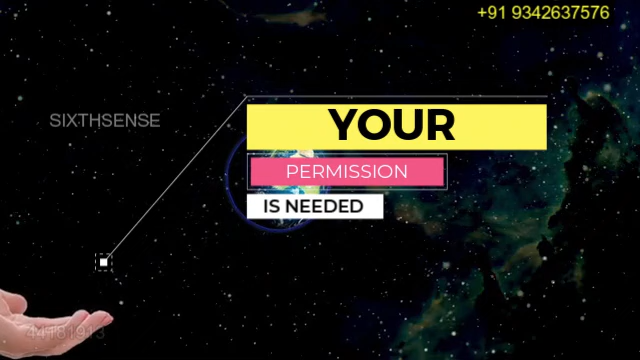 +91 9342637576
SIXTHSENSE
YOUR
PERMISSION
IS NEEDED